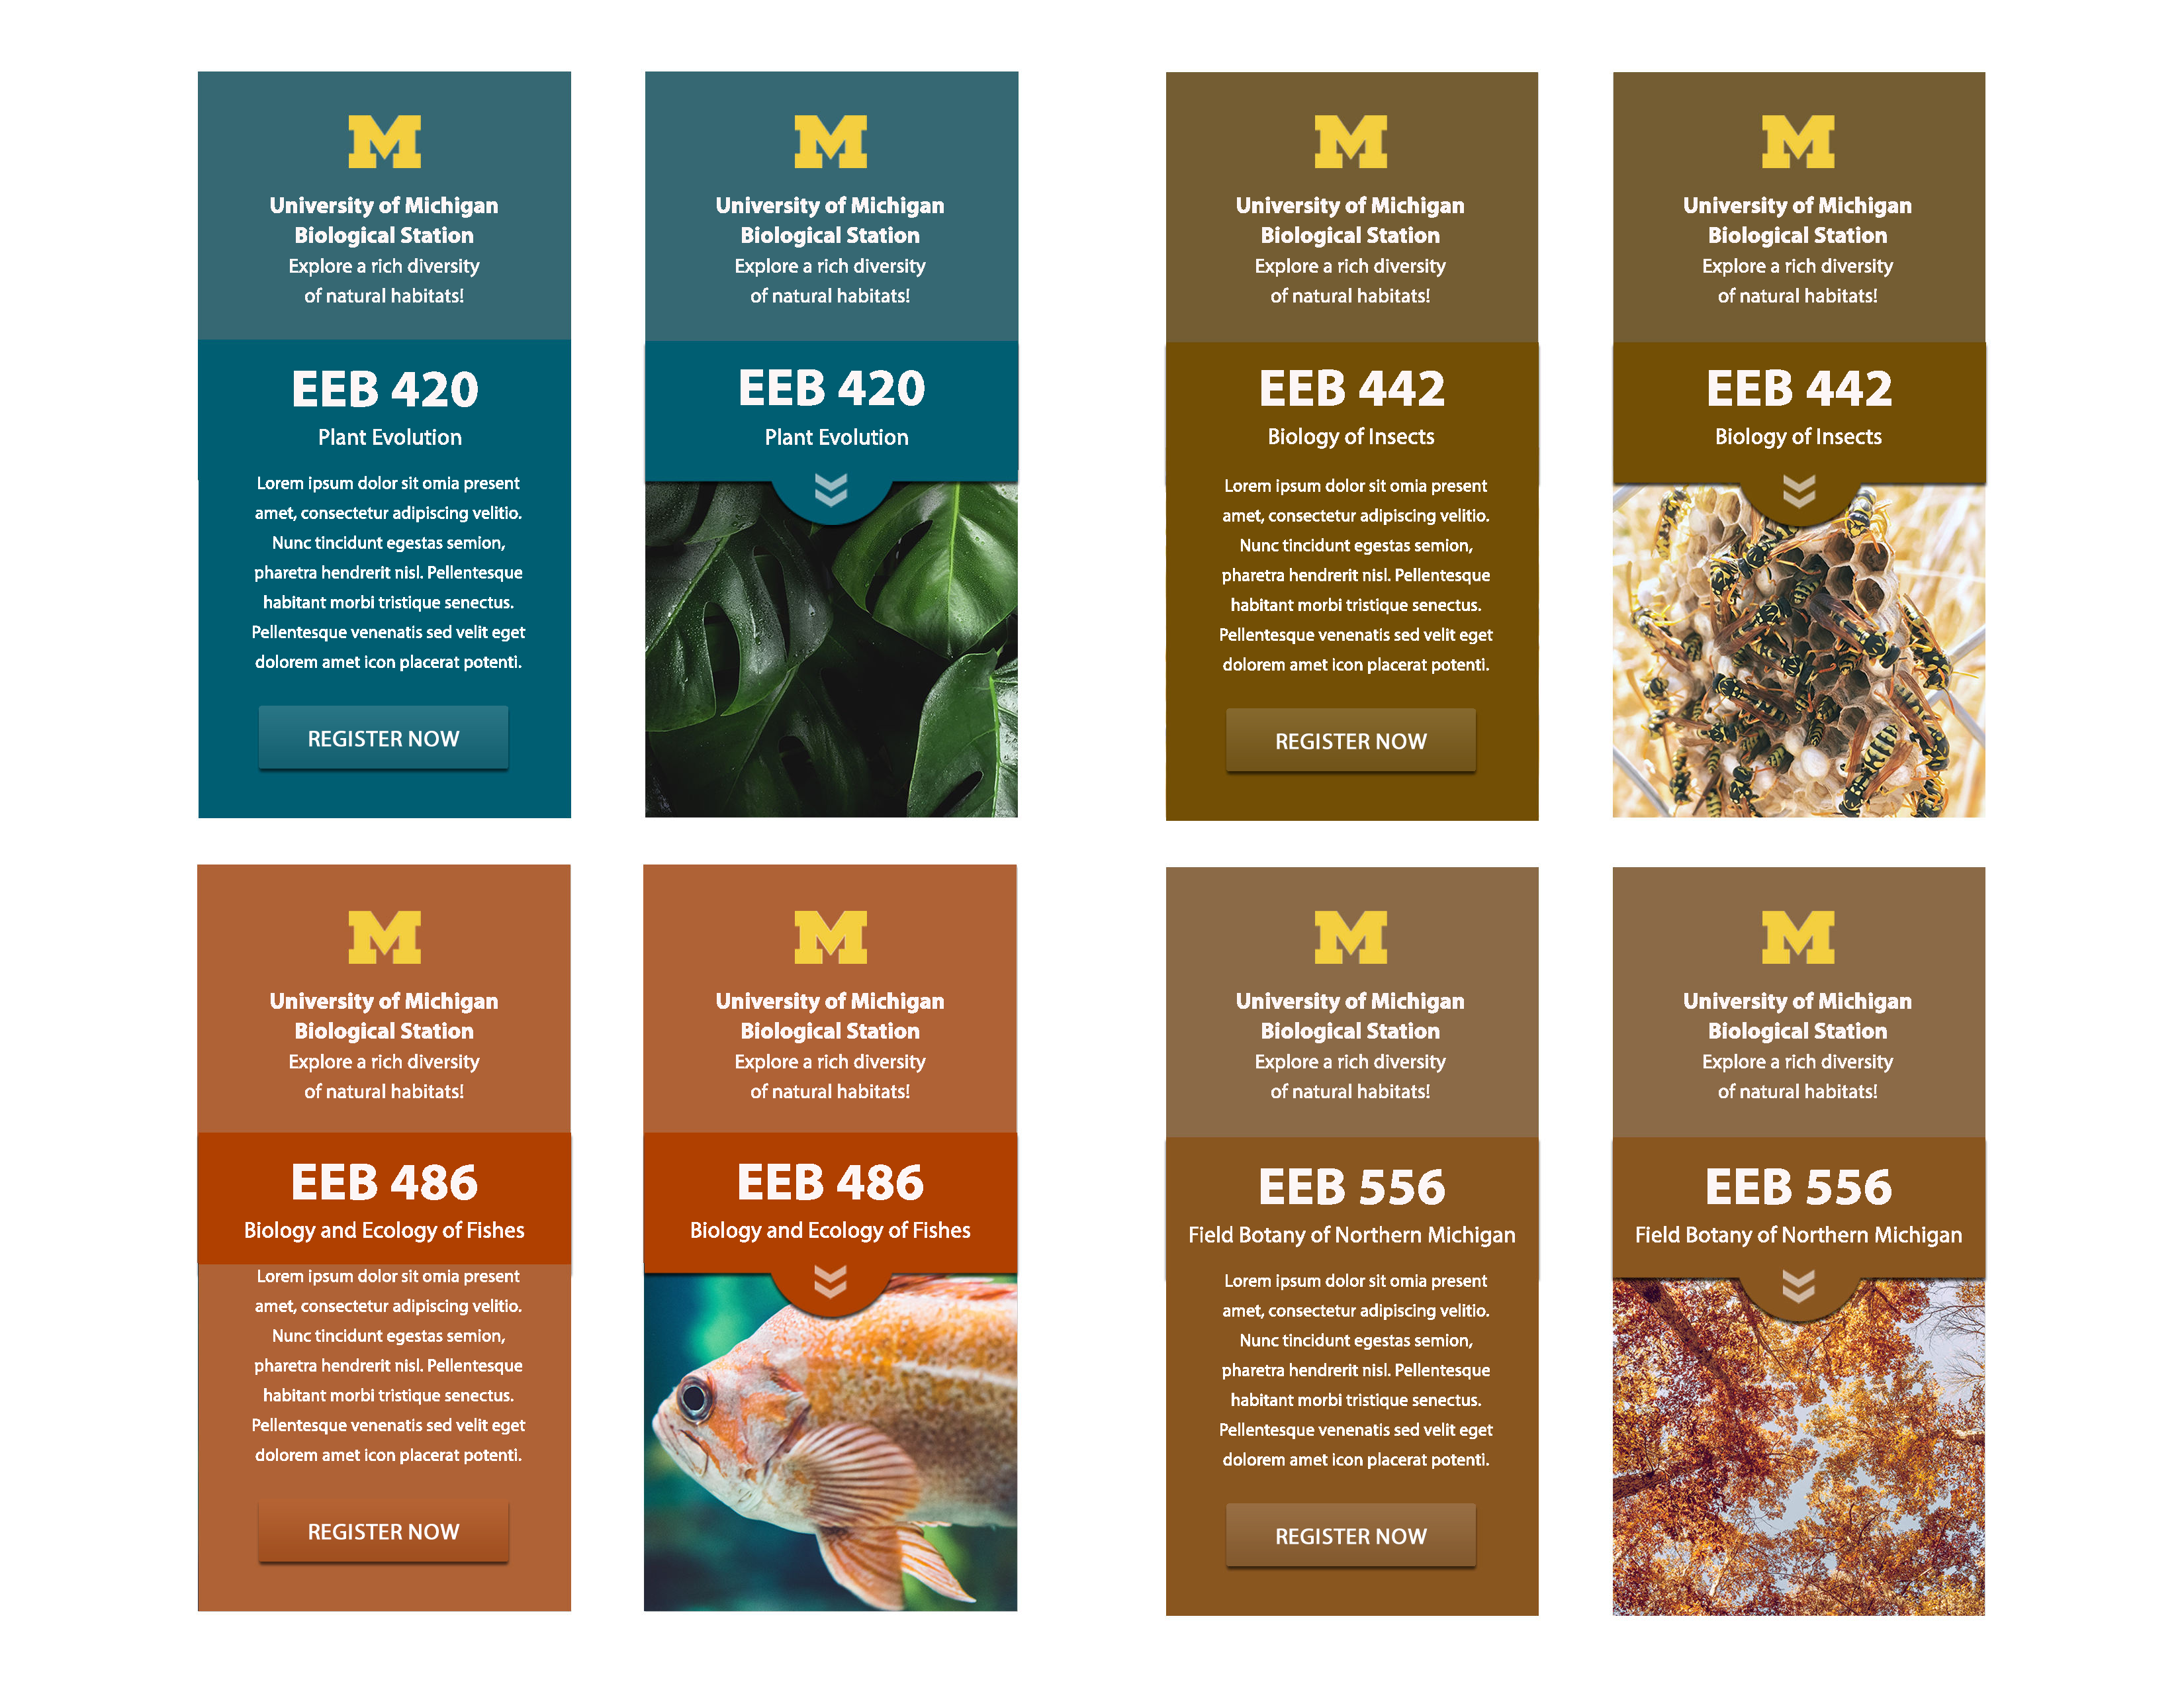 M
University of Michigan
Biological Station
Explore a rich diversity
of natural habitats!
EEB 420
Plant Evolution
Lorem ipsum dolor sit omia present
amet, consectetur adipiscing velitio.
Nunc tincidunt egestas semion,
pharetra hendrerit nisl. Pellentesque
habitant morbi tristique senectus.
Pellentesque venenatis sed velit eget
dolorem amet icon placerat potenti.
REGISTER NOW
M
University of Michigan
Biological Station
Explore a rich diversity
of natural habitats!
EEB 420
Plant Evolution
M
University of Michigan
Biological Station
Explore a rich diversity
of natural habitats!
EEB 442
Biology of Insects
Lorem ipsum dolor sit omia present
amet, consectetur adipiscing velitio.
Nunc tincidunt egestas semion,
pharetra hendrerit nisl. Pellentesque
habitant morbi tristique senectus.
Pellentesque venenatis sed velit eget
dolorem amet icon placerat potenti.
REGISTER NOW
M
University of Michigan
Biological Station
Explore a rich diversity
of natural habitats!
EEB 442
Biology of Insects
M
University of Michigan
Biological Station
Explore a rich diversity
of natural habitats!
EEB 486
Biology and Ecology of Fishes
Lorem ipsum dolor sit omia present
amet, consectetur adipiscing velitio.
Nunc tincidunt egestas semion,
pharetra hendrerit nisl. Pellentesque
habitant morbi tristique senectus.
Pellentesque venenatis sed velit eget
dolorem amet icon placerat potenti.
REGISTER NOW
M
University of Michigan
Biological Station
Explore a rich diversity
of natural habitats!
EEB 486
Biology and Ecology of Fishes
M
University of Michigan
Biological Station
Explore a rich diversity
of natural habitats!
EEB 556
Field Botany of Northern Michigan
Lorem ipsum dolor sit omia present
amet, consectetur adipiscing velitio.
Nunc tincidunt egestas semion,
pharetra hendrerit nisl. Pellentesque
habitant morbi tristique senectus.
Pellentesque venenatis sed velit eget
dolorem amet icon placerat potenti.
REGISTER NOW
M
University of Michigan
Biological Station
Explore a rich diversity
of natural habitats!
EEB 556
Field Botany of Northern Michigan